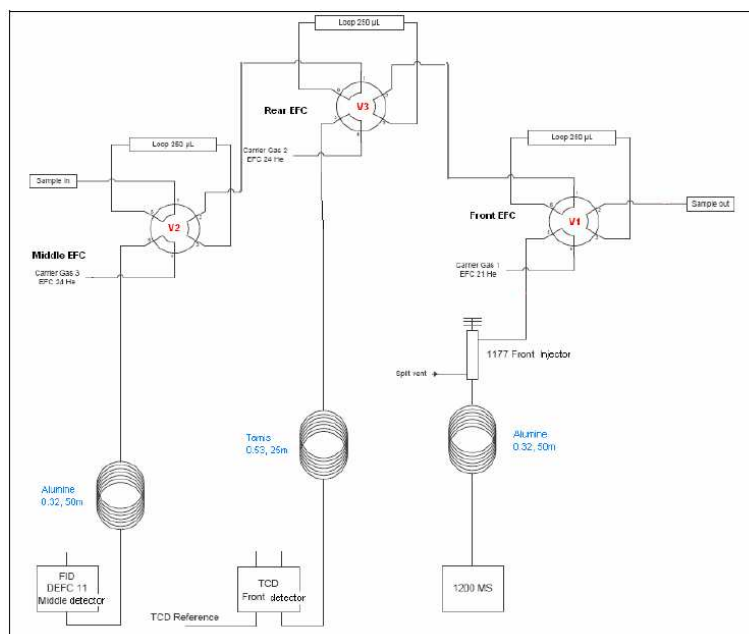 Loop 250 µL
Rear EFC
V3
Carrier Gas 2
EFC 24 He
Loop 250 µL
Sample In
V2
Middle EFC
Carrier Gas 3
EFC 24 He
Loop 250 µL
Sample out
Front EFC
V1
Carrier Gas 1
EFC 21 He
1177 Front Injector
Split vent
Alumine
0.32, 50m
Tamis
0.53, 25m
Alumine
0.32, 50m
FID
DEFC 11
Middle detector
TCD
Front detector
TCD Reference
1200 MS